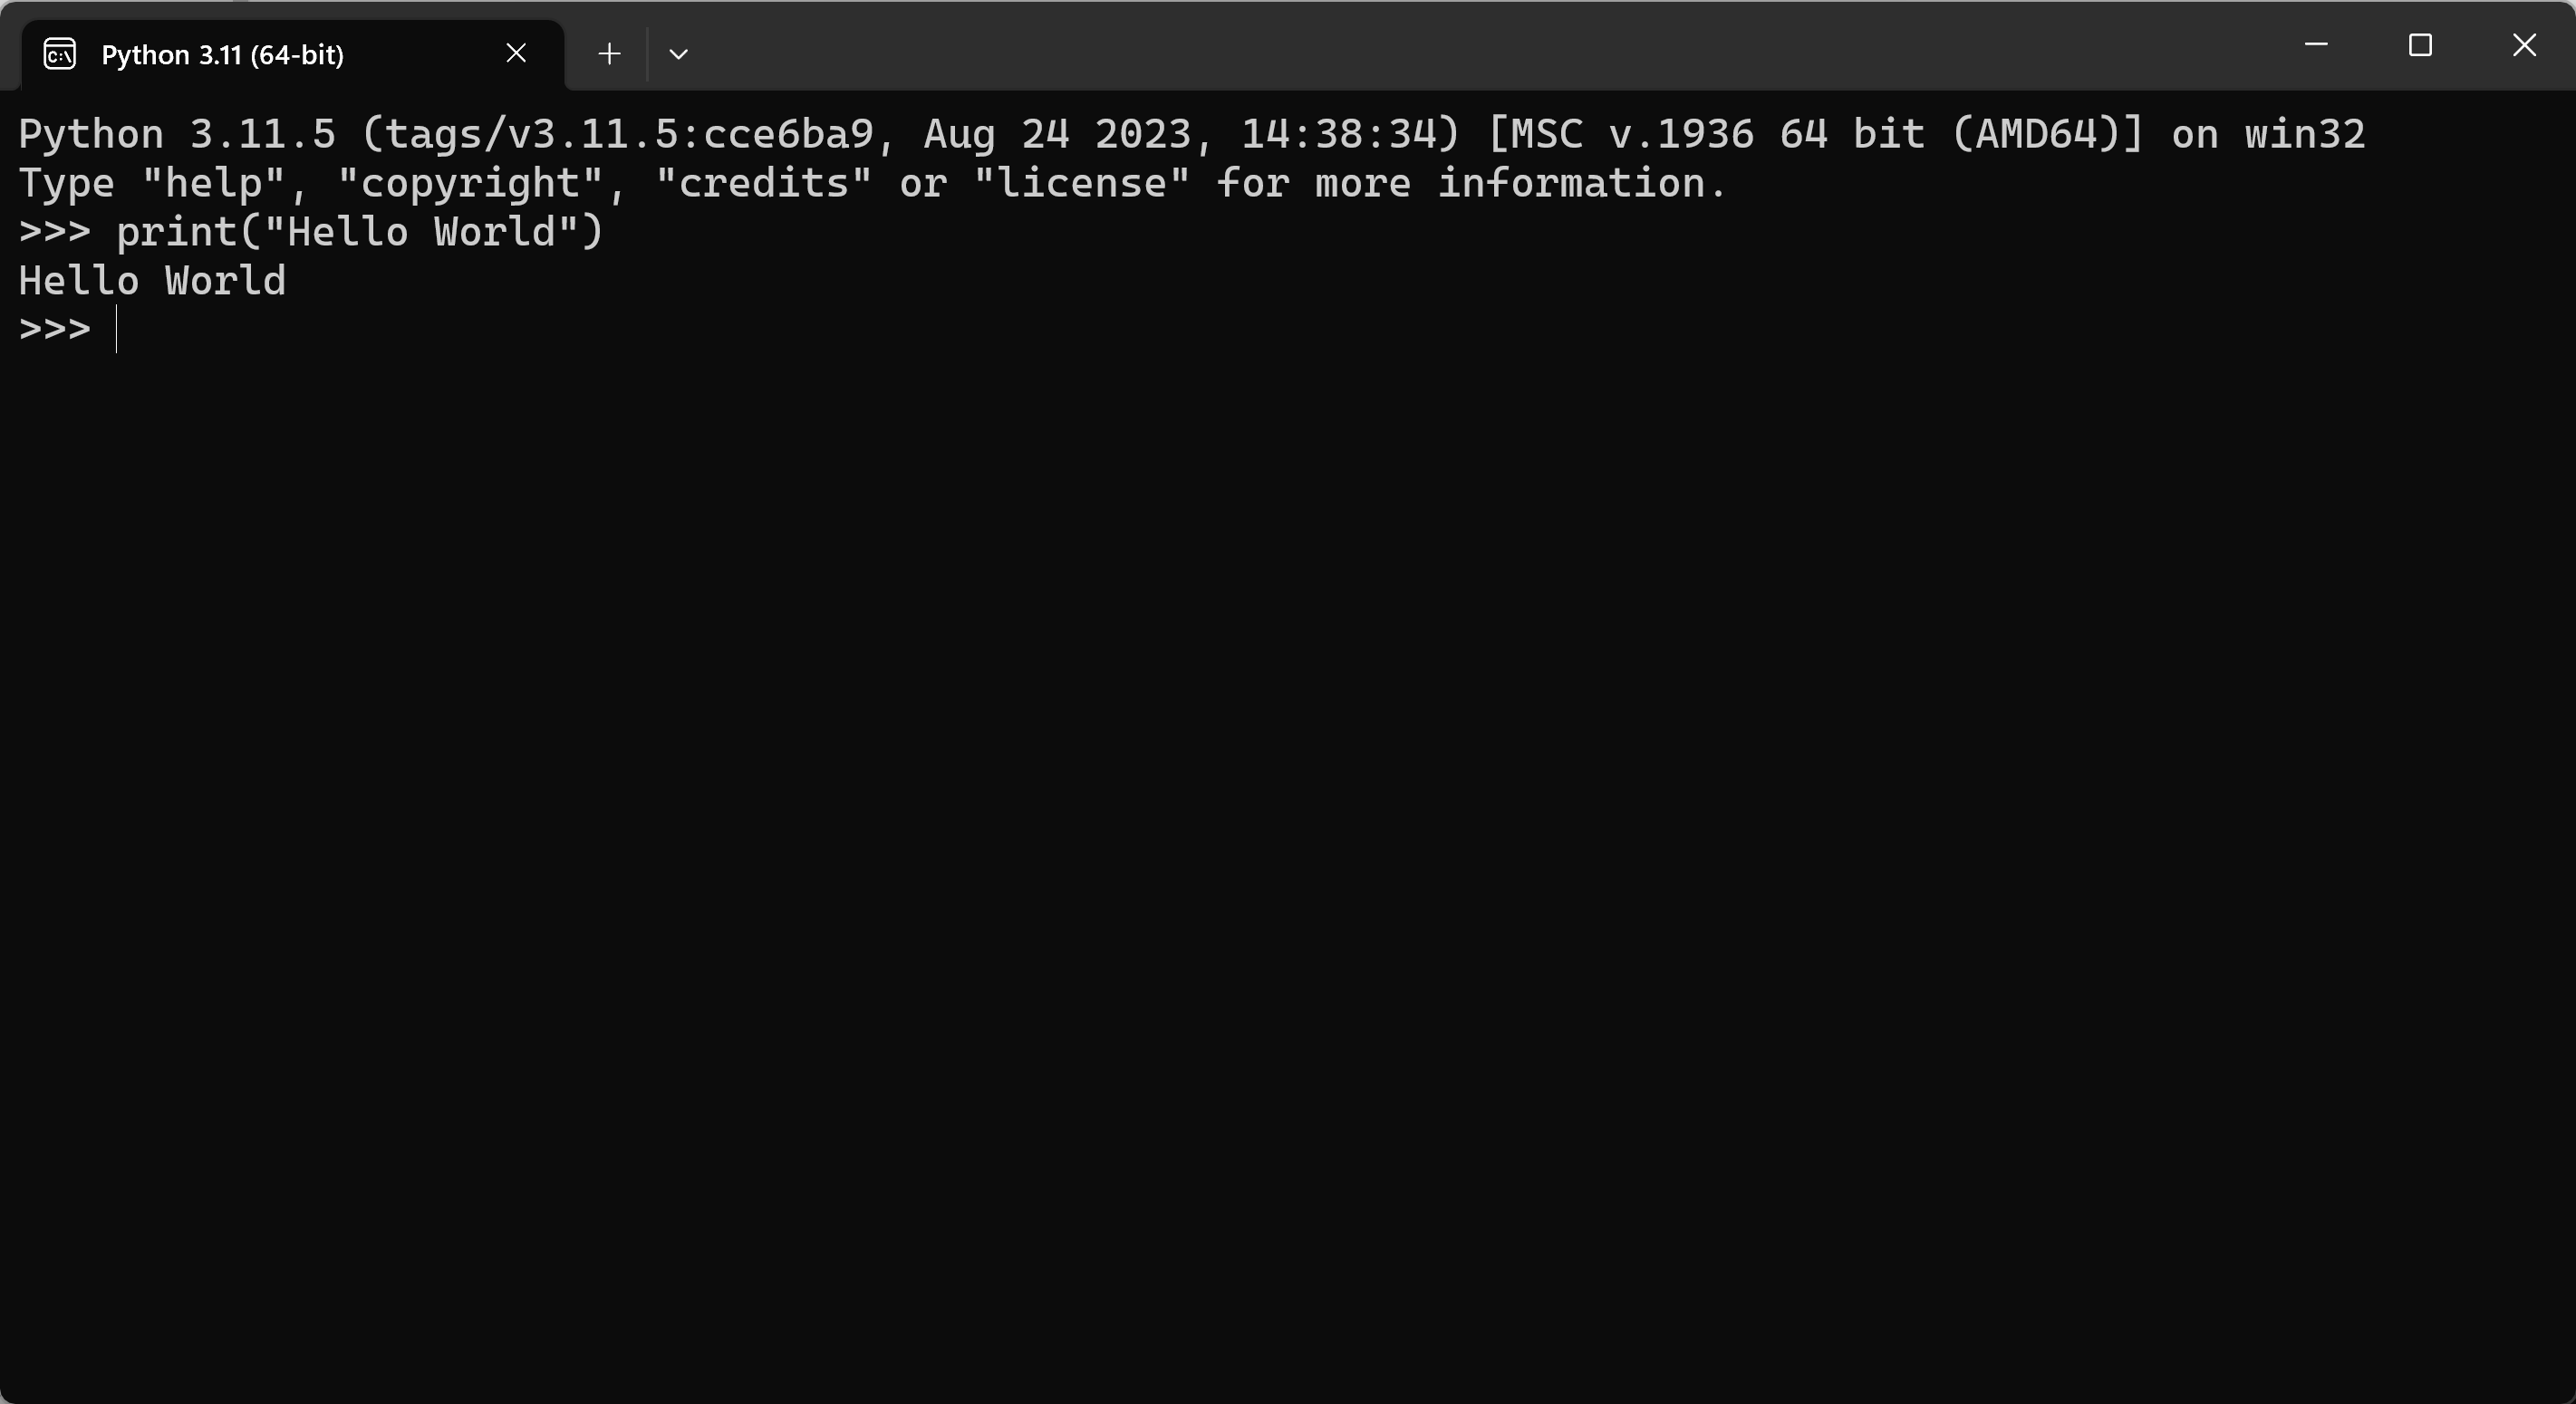 Python 3.11 (64-bit)
Python 3.11.5 (tags/v3.11.5:cce6ba9, Aug 24 2023, 14:38:34) [MSC v.1936 64 bit (AMD64)] on win32
Type "help", "copyright", "credits" or "license" for more information.
>>> print("Hello World")
Hello World
>>>